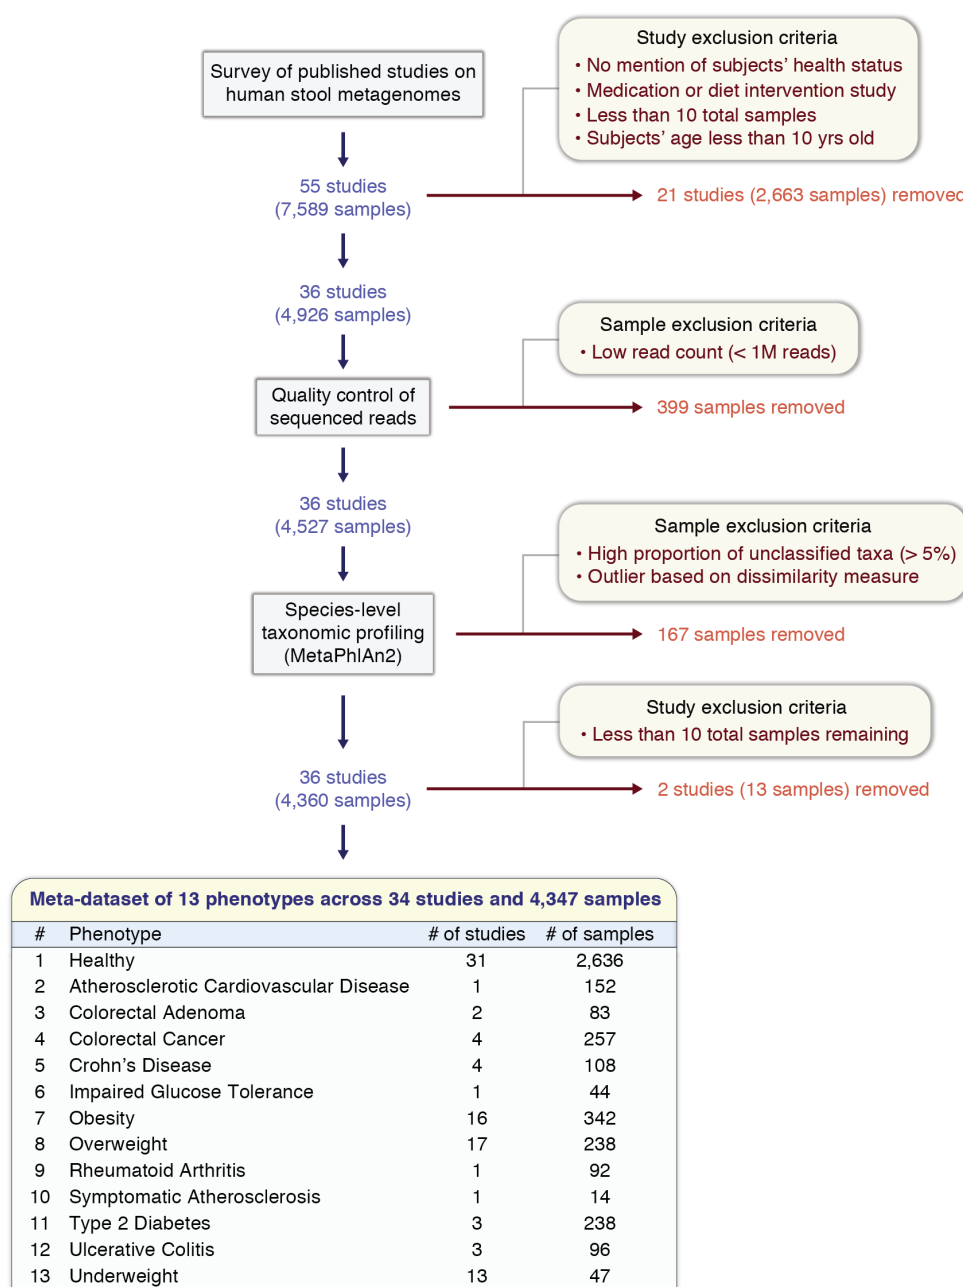 Survey of published studies on
human stool metagenomes
Study exclusion criteria
• No mention of subjects’ health status
• Medication or diet intervention study
• Less than 10 total samples
• Subjects’ age less than 10 yrs old
55 studies
(7,589 samples)
21 studies (2,663 samples) removed
36 studies
(4,926 samples)
Sample exclusion criteria
• Low read count (< 1M reads)
Quality control of
sequenced reads
399 samples removed
36 studies
(4,527 samples)
Sample exclusion criteria
• High proportion of unclassified taxa (> 5%)
• Outlier based on dissimilarity measure
Species-level
taxonomic profiling
(MetaPhlAn2)
167 samples removed
Study exclusion criteria
• Less than 10 total samples remaining
36 studies
(4,360 samples)
2 studies (13 samples) removed
Meta-dataset of 13 phenotypes across 34 studies and 4,347 samples
# Phenotype # of studies # of samples
1 Healthy 31 2,636
2 Atherosclerotic Cardiovascular Disease 1 152
3 Colorectal Adenoma 2 83
4 Colorectal Cancer 4 257
5 Crohn’s Disease 4 108
6 Impaired Glucose Tolerance 1 44
7 Obesity 16 342
8 Overweight 17 238
9 Rheumatoid Arthritis 1 92
10 Symptomatic Atherosclerosis 1 14
11 Type 2 Diabetes 3 238
12 Ulcerative Colitis 3 96
13 Underweight 13 47